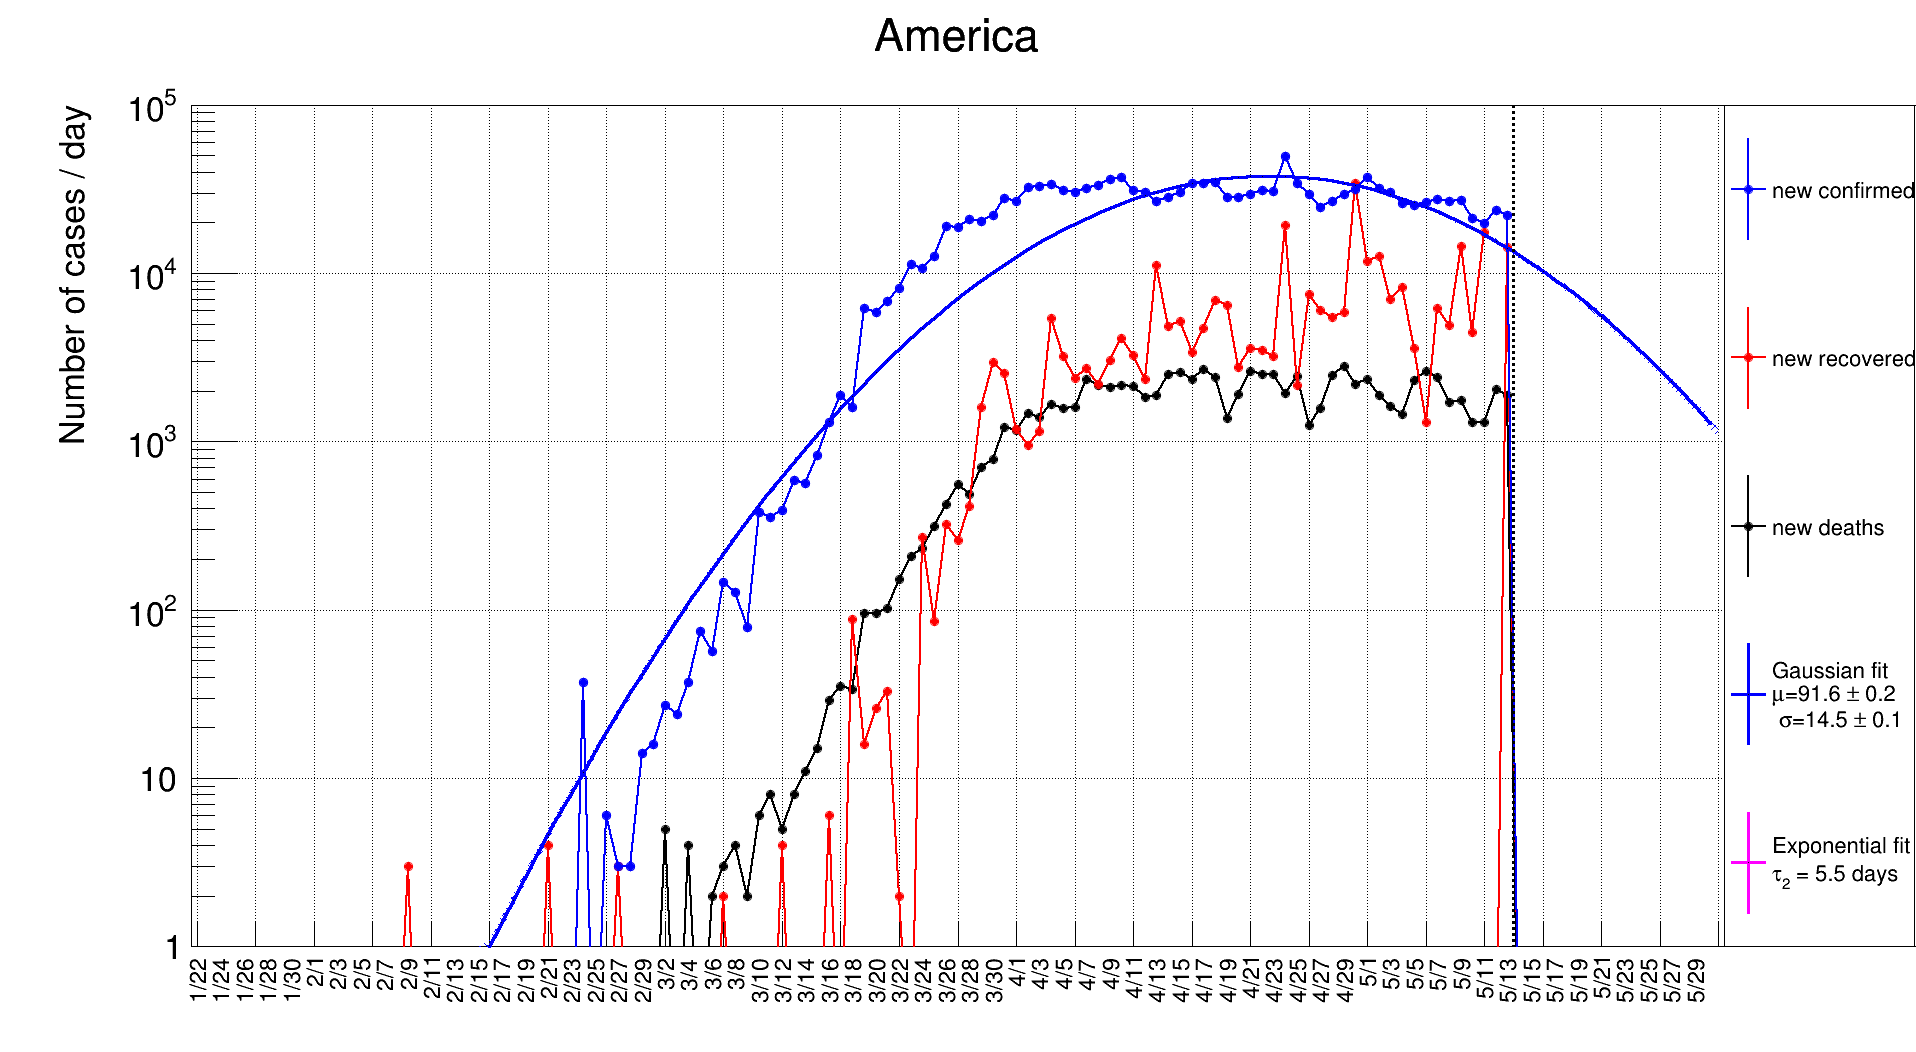 America
Number of cases / day
10^5
10^4
10^3
10^2
10
1
1/22 1/24 1/26 1/28 1/30 2/1 2/3 2/5 2/7 2/9 2/11 2/13 2/15 2/17 2/19 2/21 2/23 2/25 2/27 2/29 3/2 3/4 3/6 3/8 3/10 3/12 3/14 3/16 3/18 3/20 3/22 3/24 3/26 3/28 3/30 4/1 4/3 4/5 4/7 4/9 4/11 4/13 4/15 4/17 4/19 4/21 4/23 4/25 4/27 4/29 5/1 5/3 5/5 5/7 5/9 5/11 5/13 5/15 5/17 5/19 5/21 5/23 5/25 5/27 5/29
new confirmed
new recovered
new deaths
Gaussian fit
μ=91.6 ± 0.2
σ=14.5 ± 0.1
Exponential fit
τ_2 = 5.5 days